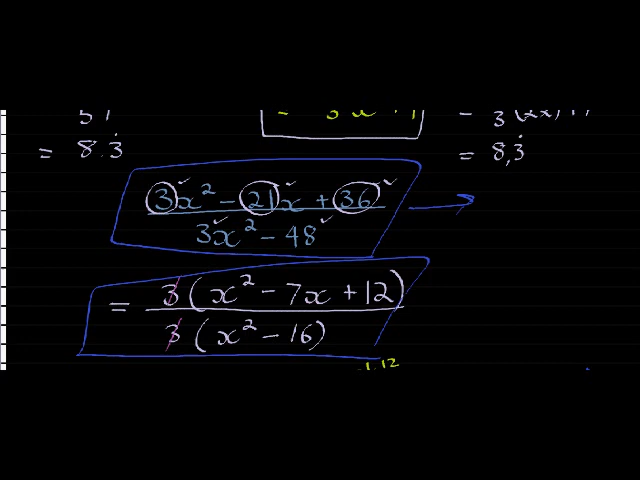 = 8.3̇
= 8,3̇
3x² - 21x + 36
3x² - 48
= 3(x² - 7x + 12)
3(x² - 16)